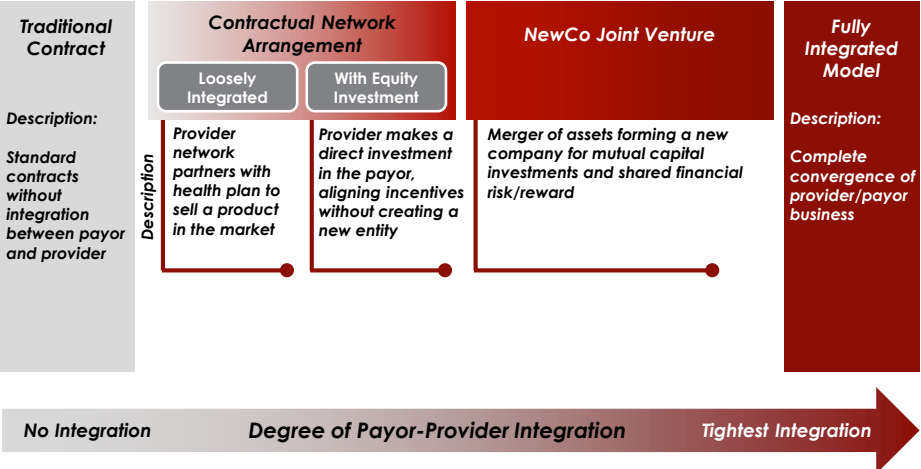 Traditional
Contract
Description:
Standard
contracts
without
integration
between payor
and provider
Contractual Network
Arrangement
Loosely
Integrated
With Equity
Investment
Description
Provider
network
partners with
health plan to
sell a product
in the market
Provider makes a
direct investment
in the payor,
aligning incentives
without creating a
new entity
NewCo Joint Venture
Merger of assets forming a new
company for mutual capital
investments and shared financial
risk/reward
Fully
Integrated
Model
Description:
Complete
convergence of
provider/payor
business
No Integration
Degree of Payor-Provider Integration
Tightest Integration